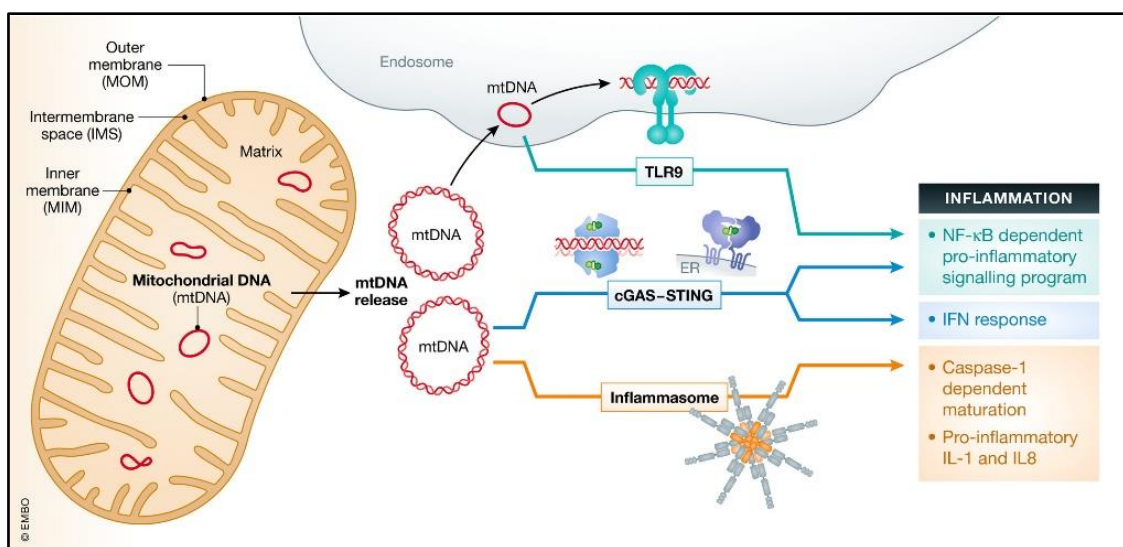 Outer
membrane
(MOM)
Intermembrane
space (IMS)
Inner
membrane
(MIM)
Matrix
Mitochondrial DNA
(mtDNA)
mtDNA
release
mtDNA
mtDNA
Endosome
mtDNA
TLR9
ER
cGAS–STING
Inflammasome
INFLAMMATION
• NF-κB dependent
pro-inflammatory
signalling program
• IFN response
• Caspase-1
dependent
maturation
• Pro-inflammatory
IL-1 and IL8
© EMBO